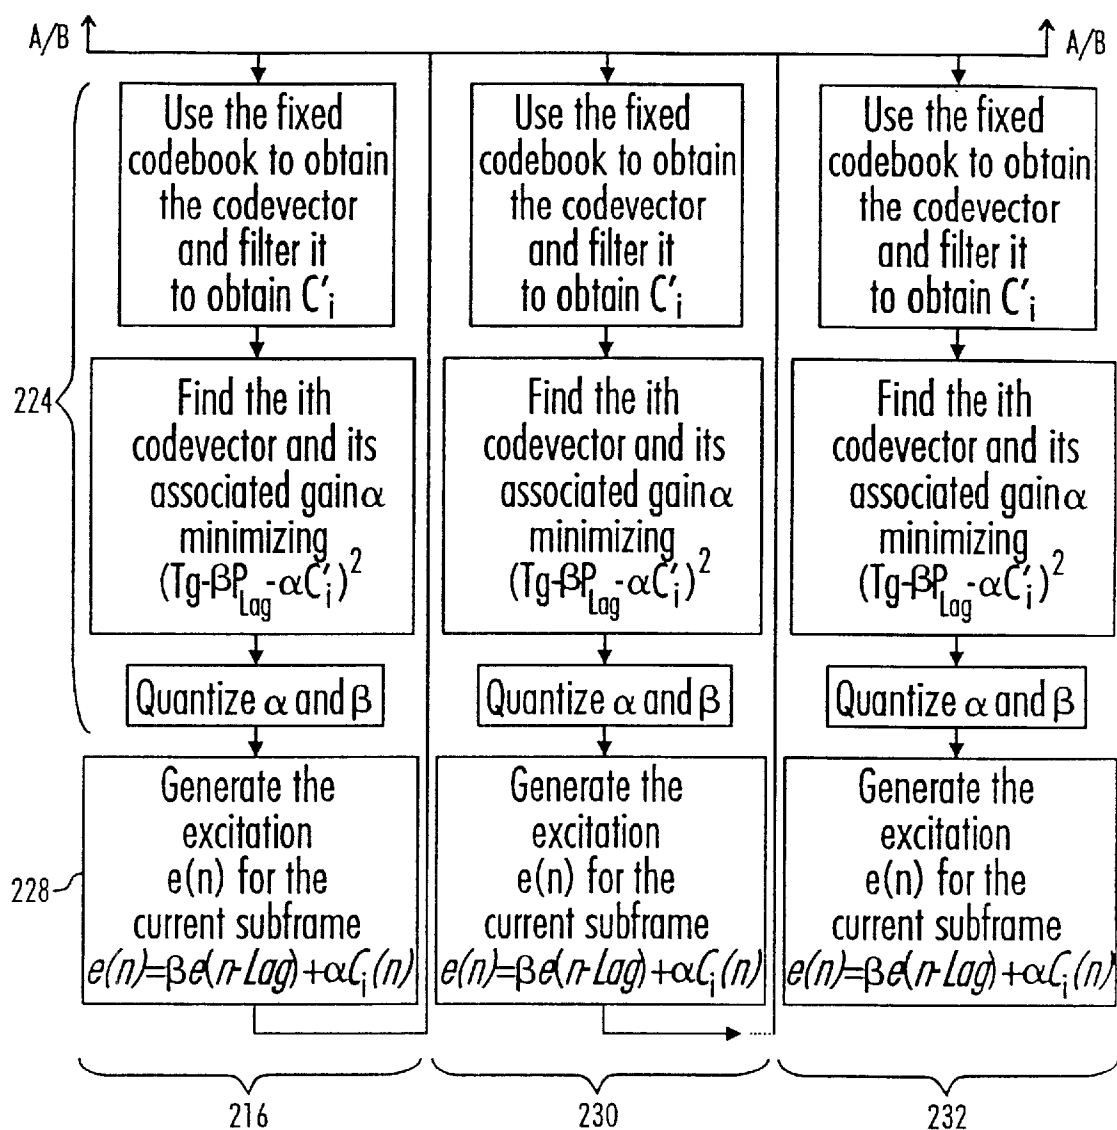 A/B
A/B
Use the fixed
codebook to obtain
the codevector
and filter it
to obtain C′i
Find the ith
codevector and its
associated gain α
minimizing
(Tg-βPLag-αC′i)2
Quantize α and β
Generate the
excitation
e(n) for the
current subframe
e(n)=βe(n-Lag)+αCi(n)
224
228
216
Use the fixed
codebook to obtain
the codevector
and filter it
to obtain C′i
Find the ith
codevector and its
associated gain α
minimizing
(Tg-βPLag-αC′i)2
Quantize α and β
Generate the
excitation
e(n) for the
current subframe
e(n)=βe(n-Lag)+αCi(n)
230
Use the fixed
codebook to obtain
the codevector
and filter it
to obtain C′i
Find the ith
codevector and its
associated gain α
minimizing
(Tg-βPLag-αC′i)2
Quantize α and β
Generate the
excitation
e(n) for the
current subframe
e(n)=βe(n-Lag)+αCi(n)
232